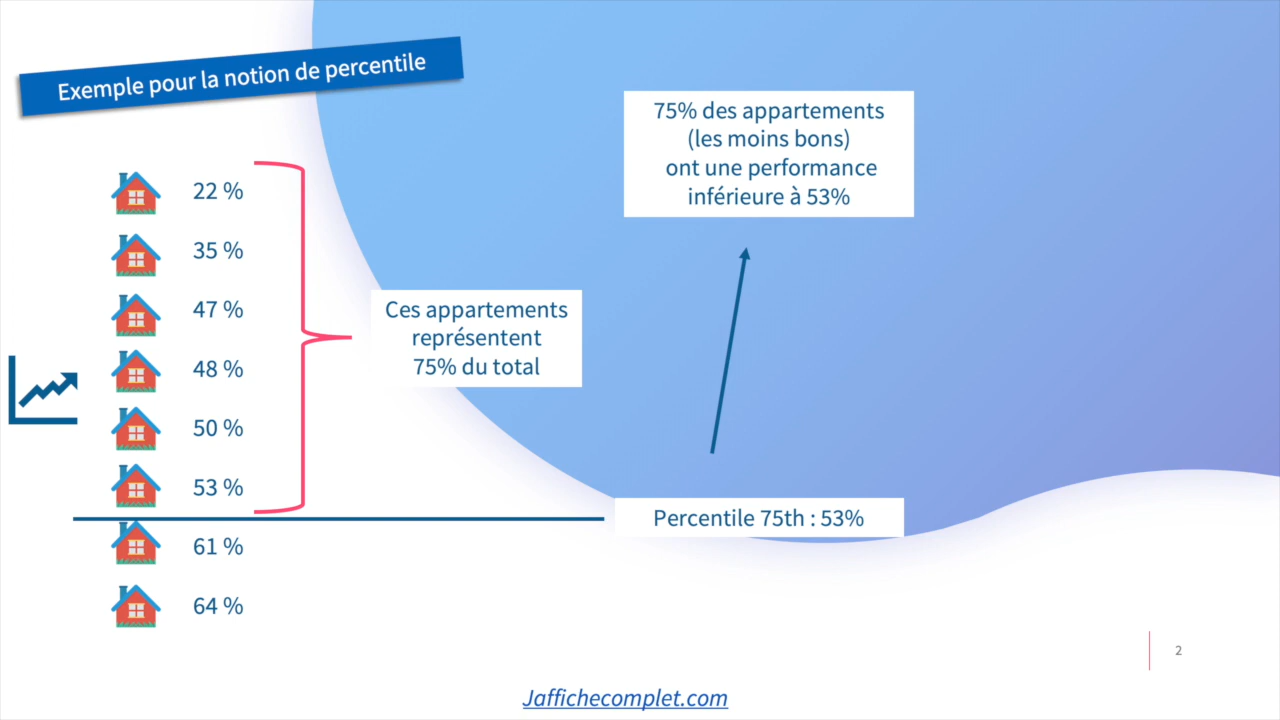 Exemple pour la notion de percentile
75% des appartements
(les moins bons)
ont une performance
inférieure à 53%
22 %
35 %
47 %
48 %
50 %
53 %
61 %
64 %
Ces appartements
représentent
75% du total
Percentile 75th : 53%
2
Jaffichecomplet.com